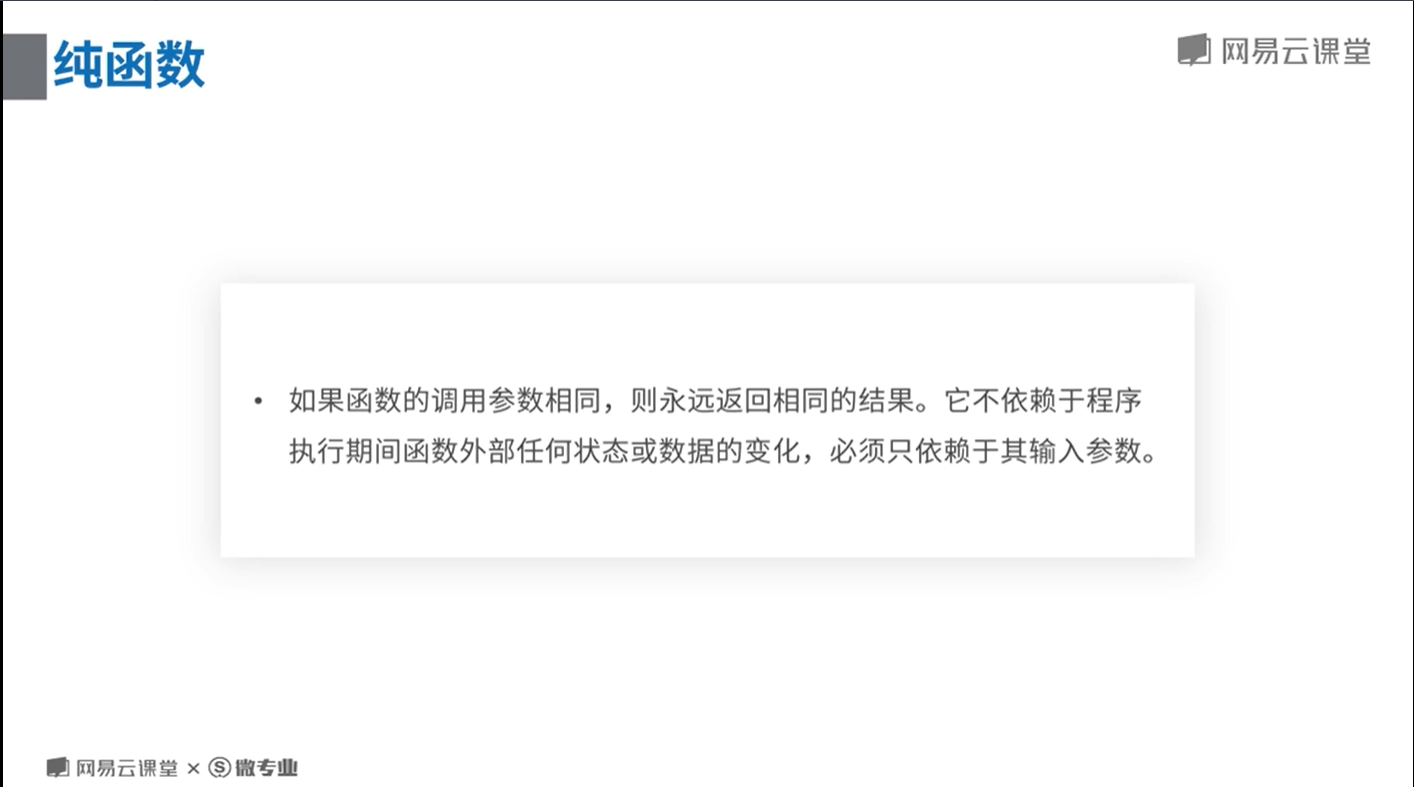 纯函数
网易云课堂
• 如果函数的调用参数相同，则永远返回相同的结果。它不依赖于程序
执行期间函数外部任何状态或数据的变化，必须只依赖于其输入参数。
网易云课堂 × Ⓢ 微专业